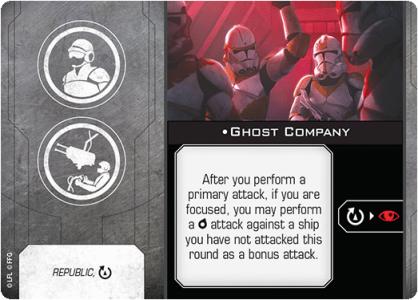 •GHOST COMPANY
After you perform a
primary attack, if you are
focused, you may perform
a attack against a ship
you have not attacked this
round as a bonus attack.
REPUBLIC,
© LFL © FFG